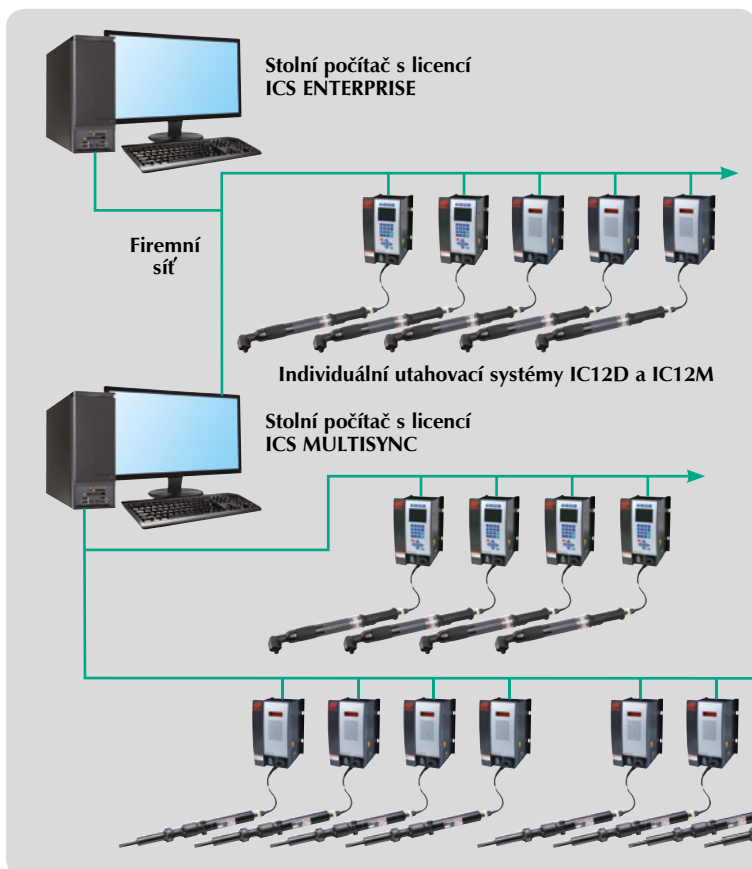 Stolní počítač s licencí
ICS ENTERPRISE
Firemní
síť
Individuální utahovací systémy IC12D a IC12M
Stolní počítač s licencí
ICS MULTISYNC